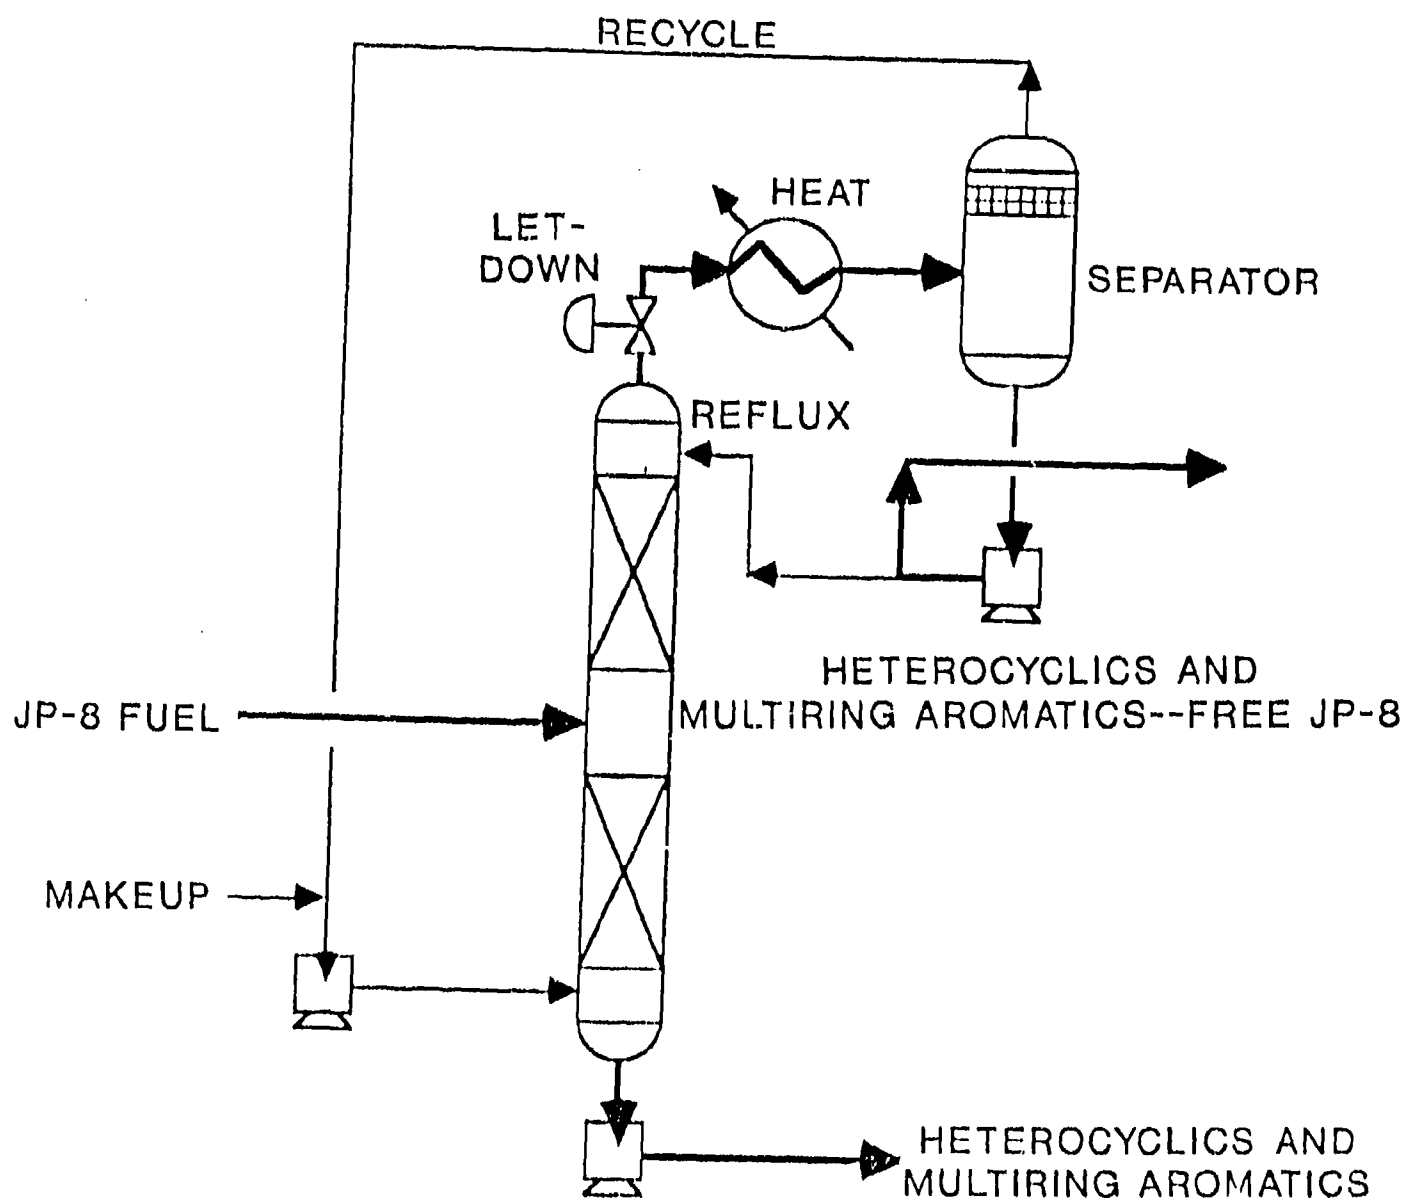 RECYCLE
HEAT
LET-
DOWN
SEPARATOR
REFLUX
HETEROCYCLICS AND
MULTIRING AROMATICS--FREE JP-8
JP-8 FUEL
MAKEUP
HETEROCYCLICS AND
MULTIRING AROMATICS